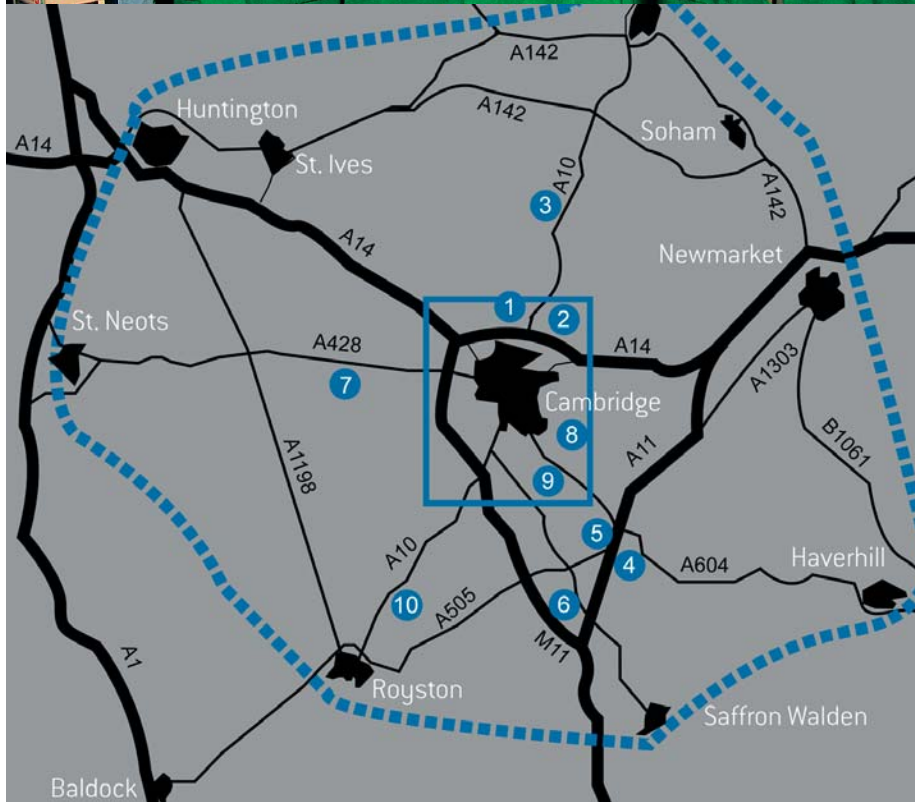 A142
Huntington
A142
Soham
A14
St. Ives
A10
3
A142
A14
Newmarket
St. Neots
1
2
A428
A14
7
A1303
Cambridge
8
A11
B1061
A1198
9
5
A10
4
Haverhill
A604
10
A505
6
M11
A1
Royston
Saffron Walden
Baldock